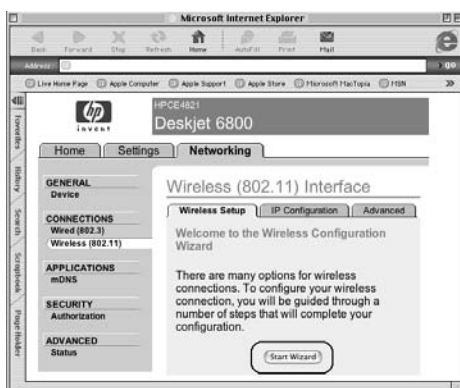 Microsoft Internet Explorer
Back Forward Stop Refresh Home AutoFill Print Mail
Address go
Live Home Page Apple Computer Apple Support Apple Store Microsoft MacTopia MSN
Favorites
History
Search
Scrapbook
Page Holder
hp
invent
HPCE4821
Deskjet 6800
Home Settings Networking
GENERAL
Device
CONNECTIONS
Wired (802.3)
Wireless (802.11)
APPLICATIONS
mDNS
SECURITY
Authorization
ADVANCED
Status
Wireless (802.11) Interface
Wireless Setup IP Configuration Advanced
Welcome to the Wireless Configuration
Wizard
There are many options for wireless
connections. To configure your wireless
connection, you will be guided through a
number of steps that will complete your
configuration.
Start Wizard